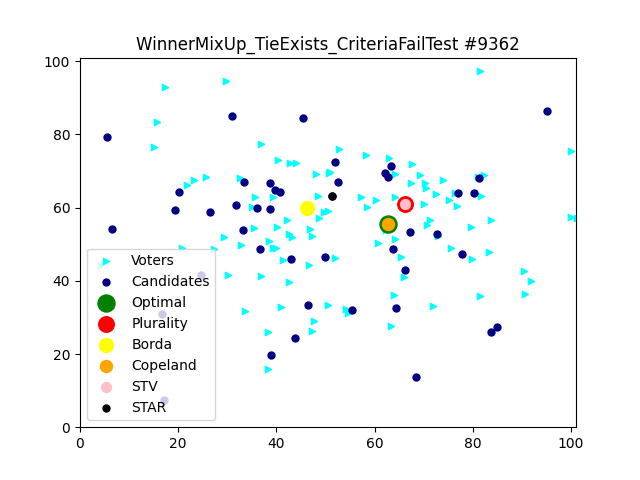 WinnerMixUp_TieExists_CriteriaFailTest #9362
100
80
60
40
20
0
Voters
Candidates
Optimal
Plurality
Borda
Copeland
STV
STAR
0 20 40 60 80 100